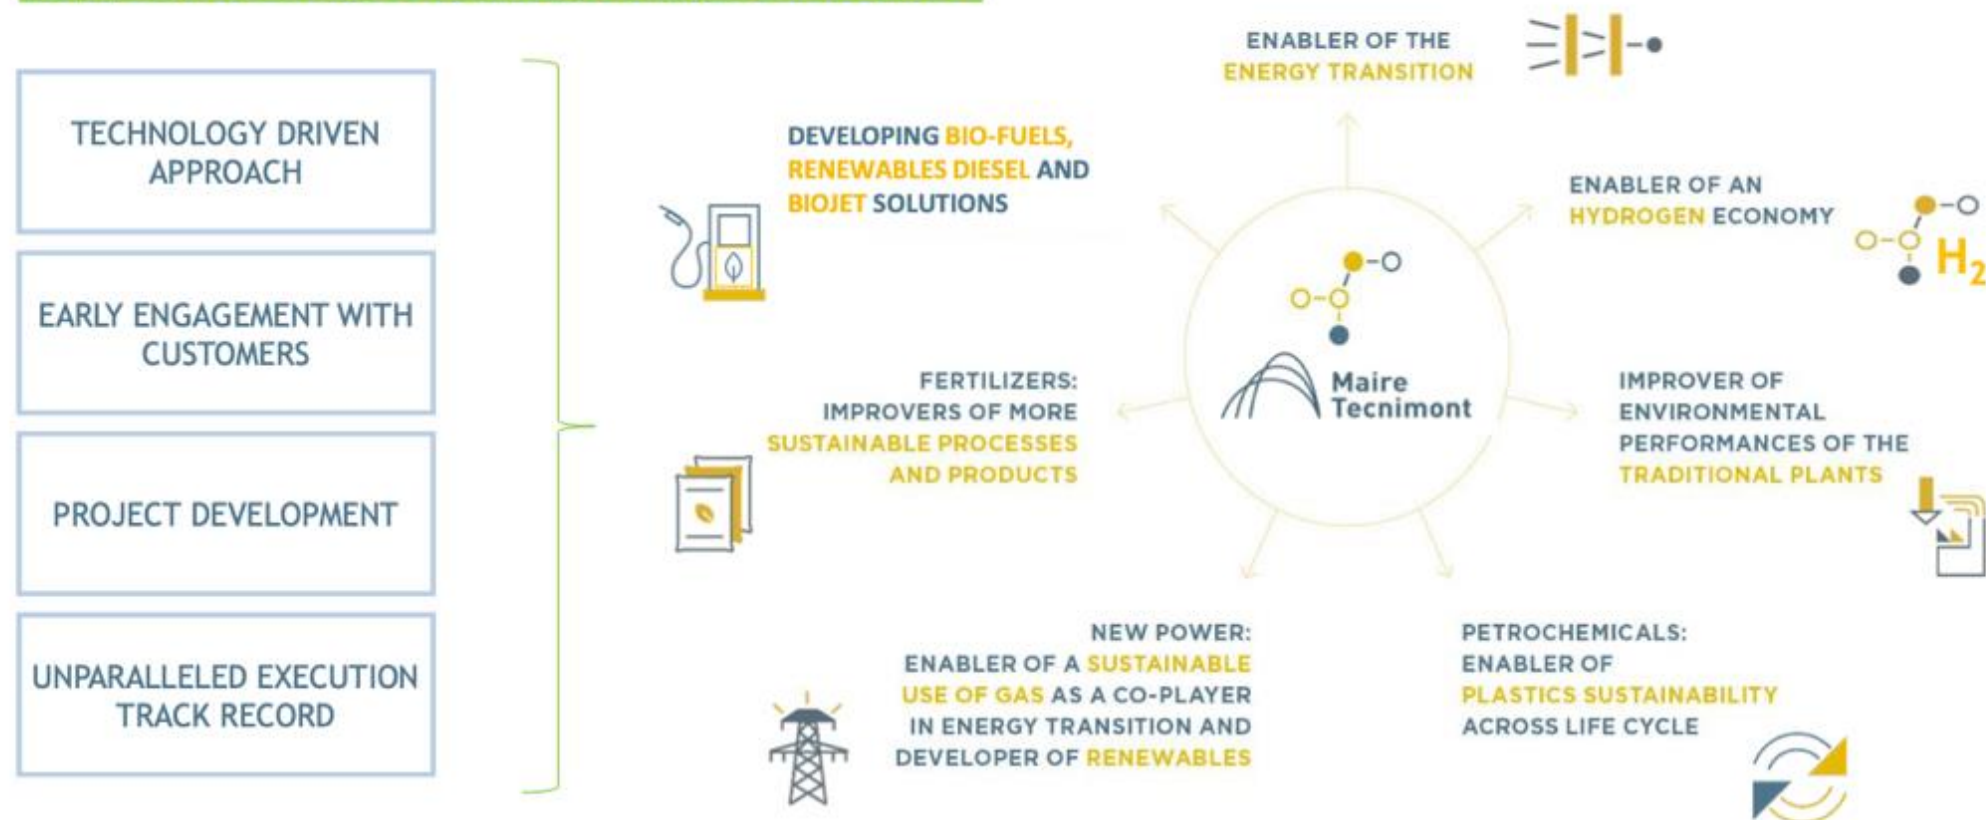 TECHNOLOGY DRIVEN
APPROACH
EARLY ENGAGEMENT WITH
CUSTOMERS
PROJECT DEVELOPMENT
UNPARALLELED EXECUTION
TRACK RECORD
ENABLER OF THE
ENERGY TRANSITION
DEVELOPING BIO-FUELS,
RENEWABLES DIESEL AND
BIOJET SOLUTIONS
ENABLER OF AN
HYDROGEN ECONOMY
H2
Maire
Tecnimont
FERTILIZERS:
IMPROVERS OF MORE
SUSTAINABLE PROCESSES
AND PRODUCTS
IMPROVER OF
ENVIRONMENTAL
PERFORMANCES OF THE
TRADITIONAL PLANTS
NEW POWER:
ENABLER OF A SUSTAINABLE
USE OF GAS AS A CO-PLAYER
IN ENERGY TRANSITION AND
DEVELOPER OF RENEWABLES
PETROCHEMICALS:
ENABLER OF
PLASTICS SUSTAINABILITY
ACROSS LIFE CYCLE